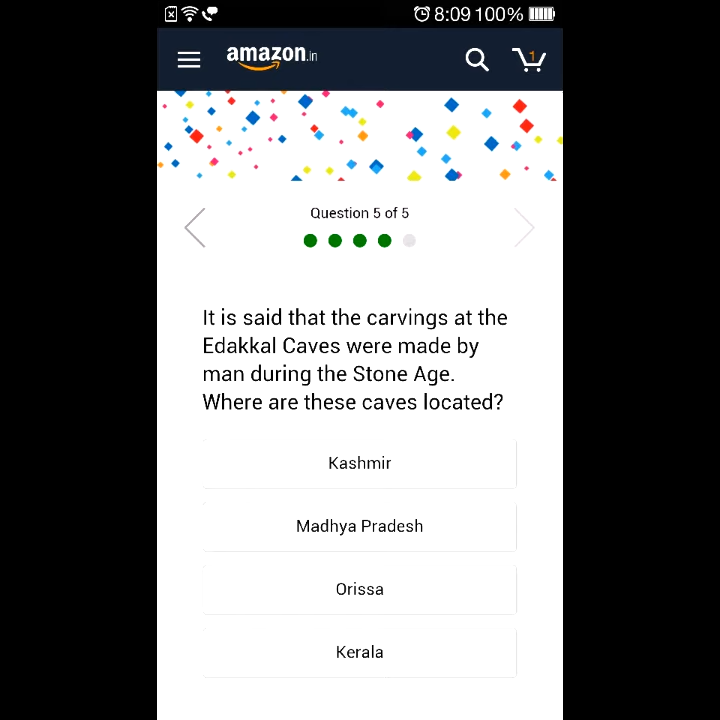 8:09 100%
amazon.in
1
Question 5 of 5
It is said that the carvings at the
Edakkal Caves were made by
man during the Stone Age.
Where are these caves located?
Kashmir
Madhya Pradesh
Orissa
Kerala